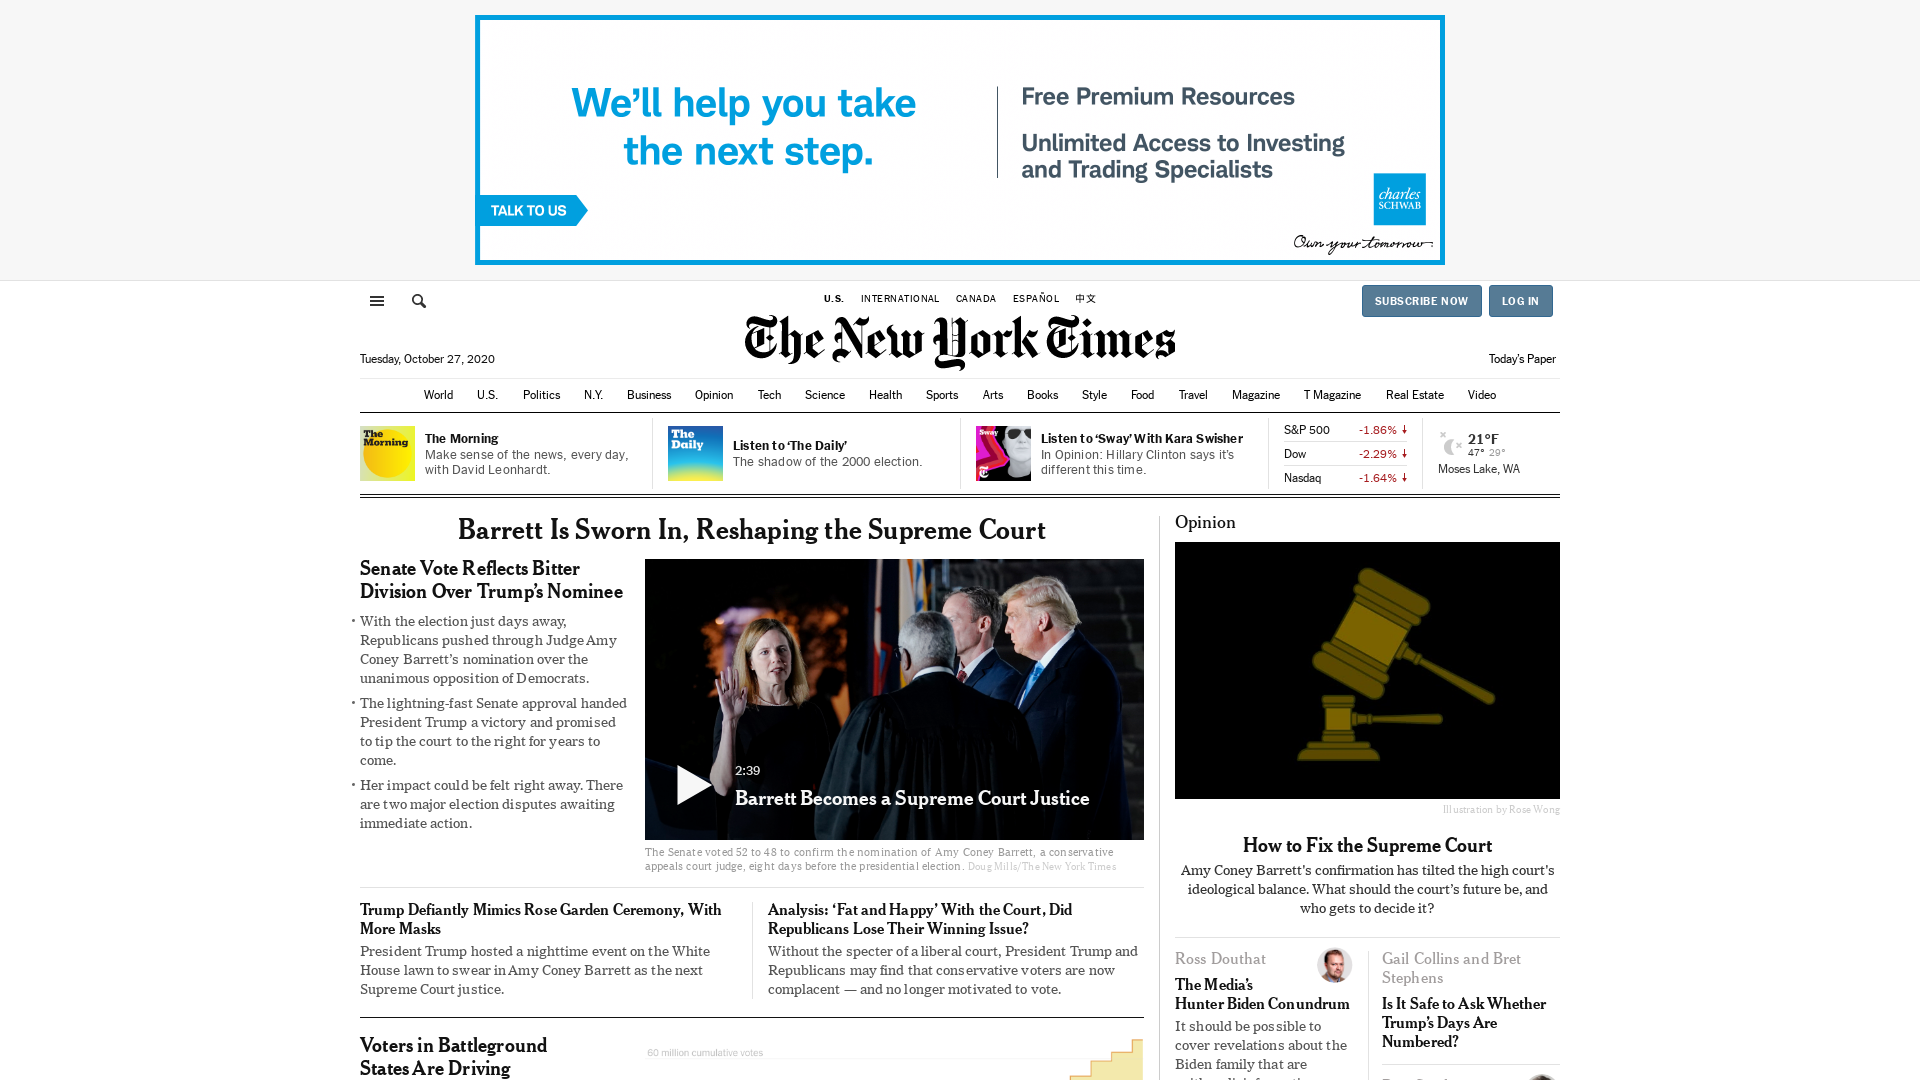 We'll help you take
the next step.
Free Premium Resources
Unlimited Access to Investing
and Trading Specialists
TALK TO US
charles
SCHWAB
Own your tomorrow.
U.S. INTERNATIONAL CANADA ESPAÑOL 中文
SUBSCRIBE NOW LOG IN
The New York Times
Tuesday, October 27, 2020
Today's Paper
World U.S. Politics N.Y. Business Opinion Tech Science Health Sports Arts Books Style Food Travel Magazine T Magazine Real Estate Video
The
Morning
The Morning
Make sense of the news, every day,
with David Leonhardt.
The
Daily
Listen to ‘The Daily’
The shadow of the 2000 election.
Sway
Listen to ‘Sway’ With Kara Swisher
In Opinion: Hillary Clinton says it’s
different this time.
S&P 500 -1.86%
Dow -2.29%
Nasdaq -1.64%
21°F
47° 29°
Moses Lake, WA
Barrett Is Sworn In, Reshaping the Supreme Court
Senate Vote Reflects Bitter
Division Over Trump’s Nominee
• With the election just days away,
Republicans pushed through Judge Amy
Coney Barrett’s nomination over the
unanimous opposition of Democrats.
• The lightning-fast Senate approval handed
President Trump a victory and promised
to tip the court to the right for years to
come.
• Her impact could be felt right away. There
are two major election disputes awaiting
immediate action.
2:39
Barrett Becomes a Supreme Court Justice
The Senate voted 52 to 48 to confirm the nomination of Amy Coney Barrett, a conservative
appeals court judge, eight days before the presidential election. Doug Mills/The New York Times
Trump Defiantly Mimics Rose Garden Ceremony, With
More Masks
President Trump hosted a nighttime event on the White
House lawn to swear in Amy Coney Barrett as the next
Supreme Court justice.
Analysis: ‘Fat and Happy’ With the Court, Did
Republicans Lose Their Winning Issue?
Without the specter of a liberal court, President Trump and
Republicans may find that conservative voters are now
complacent — and no longer motivated to vote.
Voters in Battleground
States Are Driving
60 million cumulative votes
Opinion
Illustration by Rose Wong
How to Fix the Supreme Court
Amy Coney Barrett's confirmation has tilted the high court's
ideological balance. What should the court’s future be, and
who gets to decide it?
Ross Douthat
The Media’s
Hunter Biden Conundrum
It should be possible to
cover revelations about the
Biden family that are
Gail Collins and Bret
Stephens
Is It Safe to Ask Whether
Trump’s Days Are
Numbered?